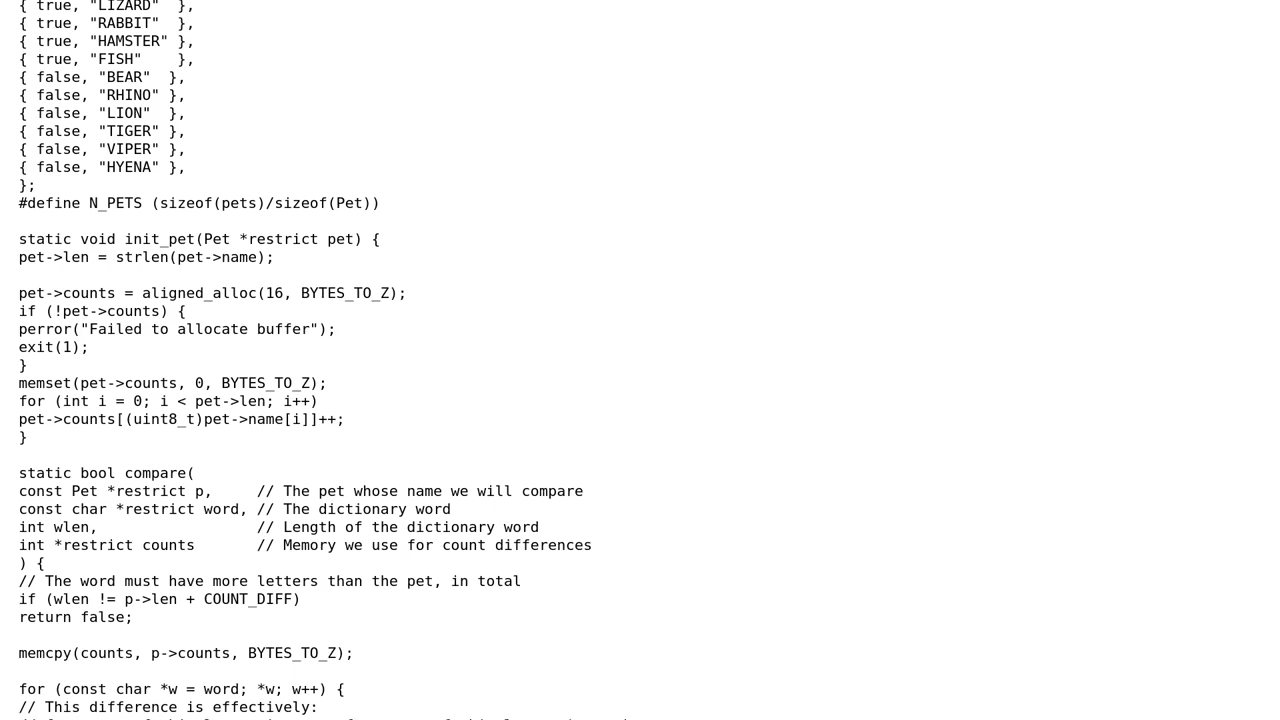 { true, "LIZARD"  },
{ true, "RABBIT"  },
{ true, "HAMSTER" },
{ true, "FISH"    },
{ false, "BEAR"  },
{ false, "RHINO" },
{ false, "LION"  },
{ false, "TIGER" },
{ false, "VIPER" },
{ false, "HYENA" },
};
#define N_PETS (sizeof(pets)/sizeof(Pet))

static void init_pet(Pet *restrict pet) {
pet->len = strlen(pet->name);

pet->counts = aligned_alloc(16, BYTES_TO_Z);
if (!pet->counts) {
perror("Failed to allocate buffer");
exit(1);
}
memset(pet->counts, 0, BYTES_TO_Z);
for (int i = 0; i < pet->len; i++)
pet->counts[(uint8_t)pet->name[i]]++;
}

static bool compare(
const Pet *restrict p,     // The pet whose name we will compare
const char *restrict word, // The dictionary word
int wlen,                  // Length of the dictionary word
int *restrict counts       // Memory we use for count differences
) {
// The word must have more letters than the pet, in total
if (wlen != p->len + COUNT_DIFF)
return false;

memcpy(counts, p->counts, BYTES_TO_Z);

for (const char *w = word; *w; w++) {
// This difference is effectively: